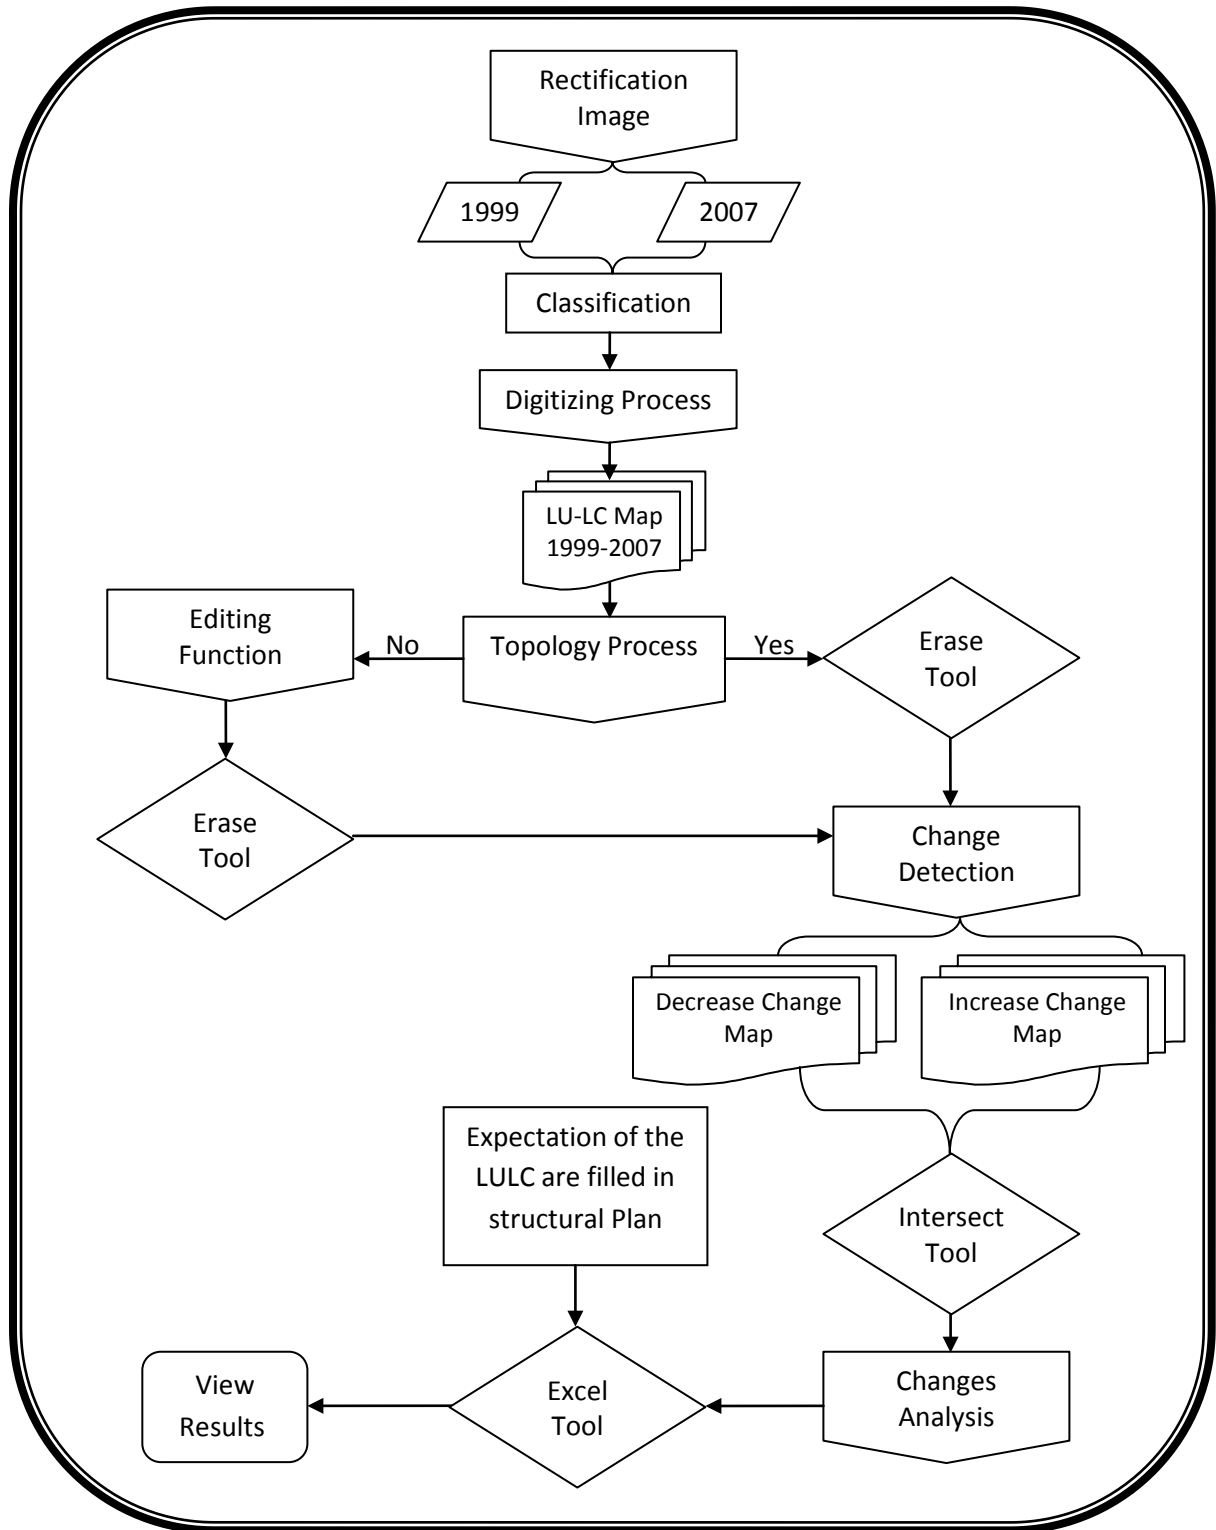 Rectification
Image
1999
2007
Classification
Digitizing Process
LU-LC Map
1999-2007
Editing
Function
No
Topology Process
Yes
Erase
Tool
Erase
Tool
Change
Detection
Decrease Change
Map
Increase Change
Map
Expectation of the
LULC are filled in
structural Plan
Intersect
Tool
View
Results
Excel
Tool
Changes
Analysis